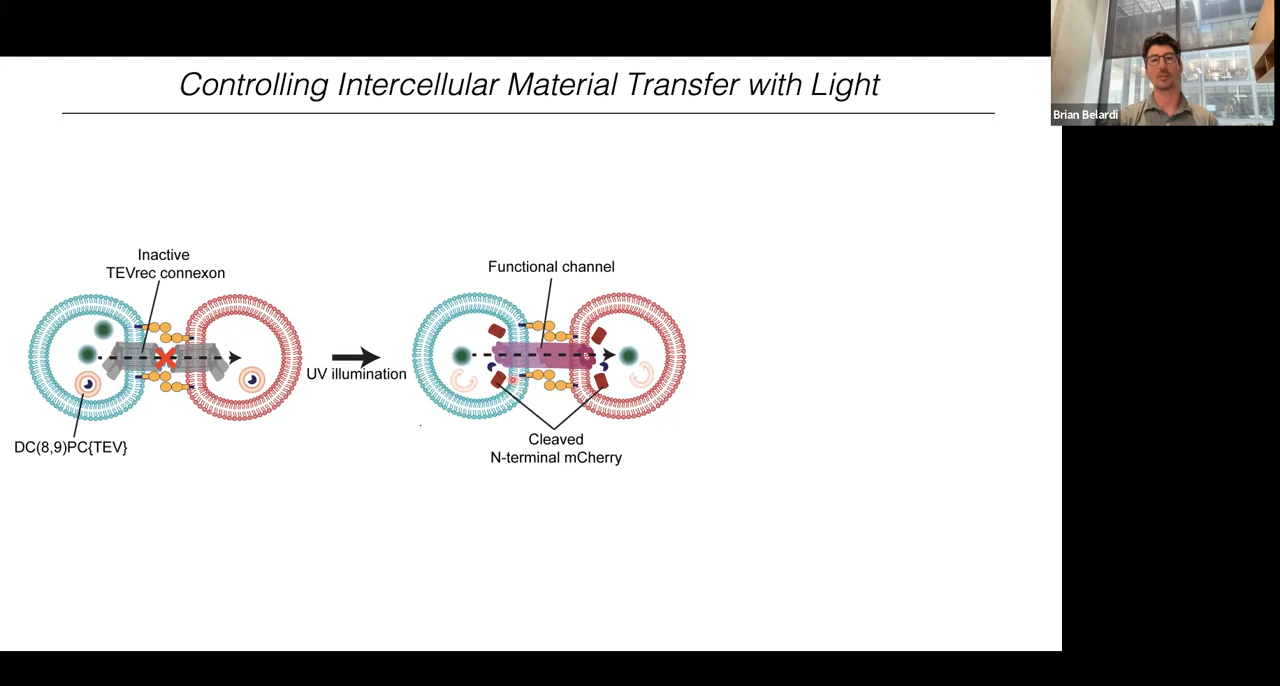 Controlling Intercellular Material Transfer with Light
Brian Belardi
Inactive
TEVrec connexon
DC(8,9)PC{TEV}
UV illumination
Functional channel
Cleaved
N-terminal mCherry